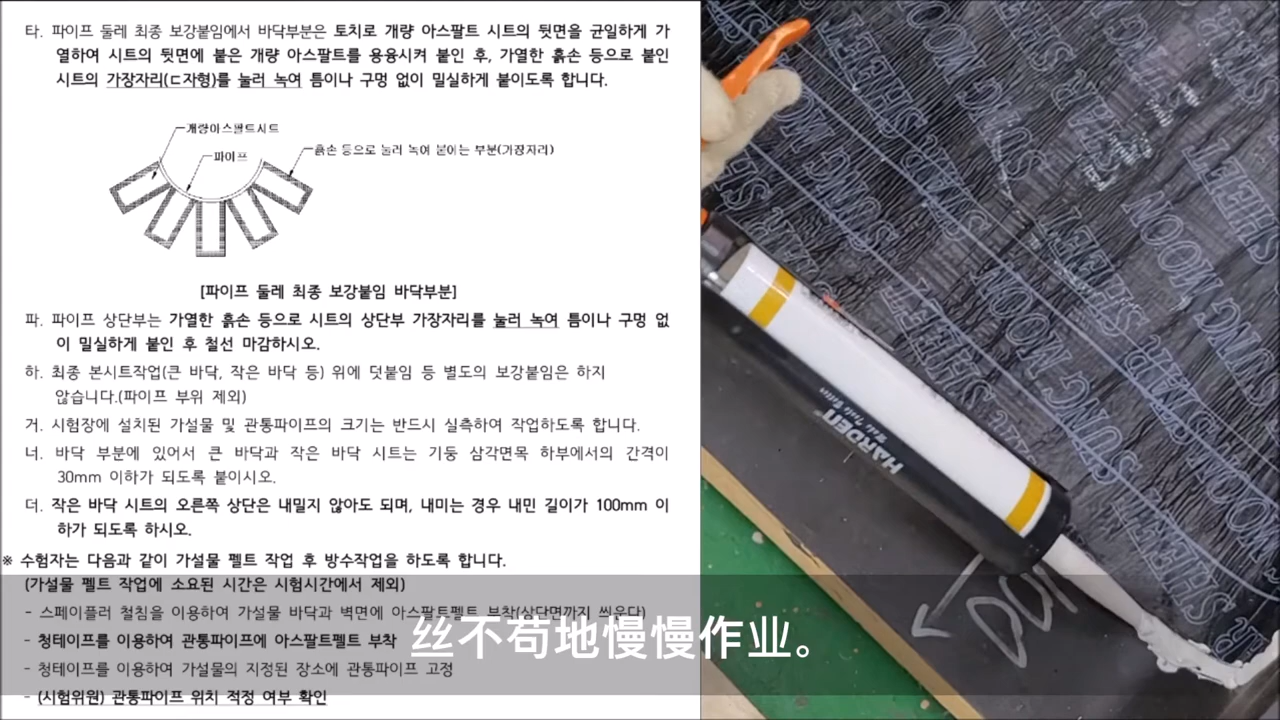 타. 파이프 둘레 최종 보강붙임에서 바닥부분은 토치로 개량 아스팔트 시트의 뒷면을 균일하게 가
열하여 시트의 뒷면에 붙은 개량 아스팔트를 용융시켜 붙인 후, 가열한 흙손 등으로 붙인
시트의 가장자리(ㄷ자형)를 눌러 녹여 틈이나 구멍 없이 밀실하게 붙이도록 합니다.
개량아스팔트시트
파이프
흙손 등으로 눌러 녹여 붙이는 부분(가장자리)
[파이프 둘레 최종 보강붙임 바닥부분]
파. 파이프 상단부는 가열한 흙손 등으로 시트의 상단부 가장자리를 눌러 녹여 틈이나 구멍 없
이 밀실하게 붙인 후 철선 마감하시오.
하. 최종 본시트작업(큰 바닥, 작은 바닥 등) 위에 덧붙임 등 별도의 보강붙임은 하지
않습니다.(파이프 부위 제외)
거. 시험장에 설치된 가설물 및 관통파이프의 크기는 반드시 실측하여 작업하도록 합니다.
너. 바닥 부분에 있어서 큰 바닥과 작은 바닥 시트는 기둥 삼각면목 하부에서의 간격이
30mm 이하가 되도록 붙이시오.
더. 작은 바닥 시트의 오른쪽 상단은 내밀지 않아도 되며, 내미는 경우 내민 길이가 100mm 이
하가 되도록 하시오.
※ 수험자는 다음과 같이 가설물 펠트 작업 후 방수작업을 하도록 합니다.
(가설물 펠트 작업에 소요된 시간은 시험시간에서 제외)
- 스페이플러 철침을 이용하여 가설물 바닥과 벽면에 아스팔트펠트 부착(상단면까지 씌운다)
- 청테이프를 이용하여 관통파이프에 아스팔트펠트 부착
- 청테이프를 이용하여 가설물의 지정된 장소에 관통파이프 고정
- (시험위원) 관통파이프 위치 적정 여부 확인
HARDEN
丝不苟地慢慢作业。